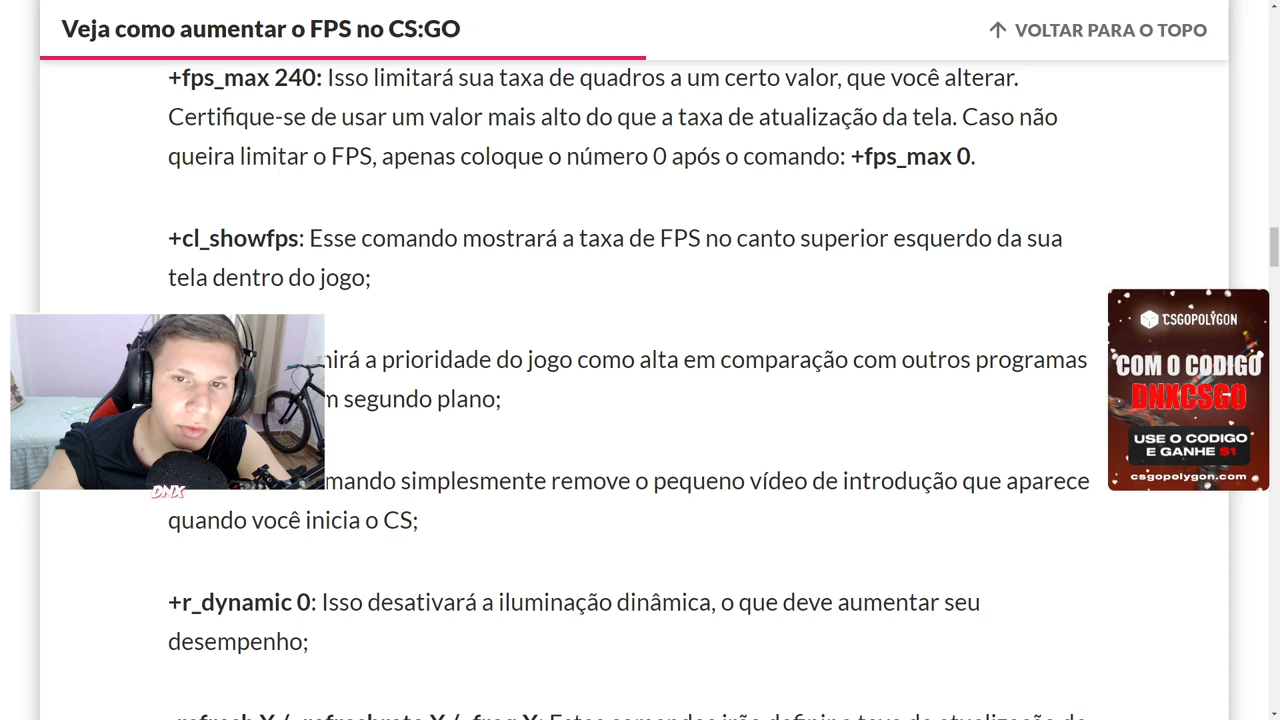 Veja como aumentar o FPS no CS:GO
VOLTAR PARA O TOPO
+fps_max 240: Isso limitará sua taxa de quadros a um certo valor, que você alterar.
Certifique-se de usar um valor mais alto do que a taxa de atualização da tela. Caso não
queira limitar o FPS, apenas coloque o número 0 após o comando: +fps_max 0.
+cl_showfps: Esse comando mostrará a taxa de FPS no canto superior esquerdo da sua
tela dentro do jogo;
a prioridade do jogo como alta em comparação com outros programas
segundo plano;
simplesmente remove o pequeno vídeo de introdução que aparece
quando você inicia o CS;
+r_dynamic 0: Isso desativará a iluminação dinâmica, o que deve aumentar seu
desempenho;
DNX
CSGOPOLYGON
COM O CODIGO
DNXCSGO
USE O CODIGO
E GANHE $1
csgopolygon.com